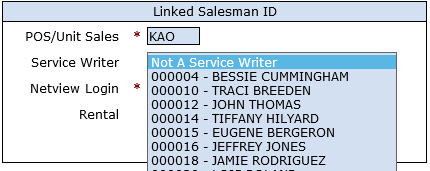 Linked Salesman ID
POS/Unit Sales * KAO
Service Writer Not A Service Writer
000004 - BESSIE CUMMINGHAM
Netview Login * 000010 - TRACI BREEDEN
000012 - JOHN THOMAS
Rental 000014 - TIFFANY HILYARD
000015 - EUGENE BERGERON
000016 - JEFFREY JONES
000018 - JAMIE RODRIGUEZ